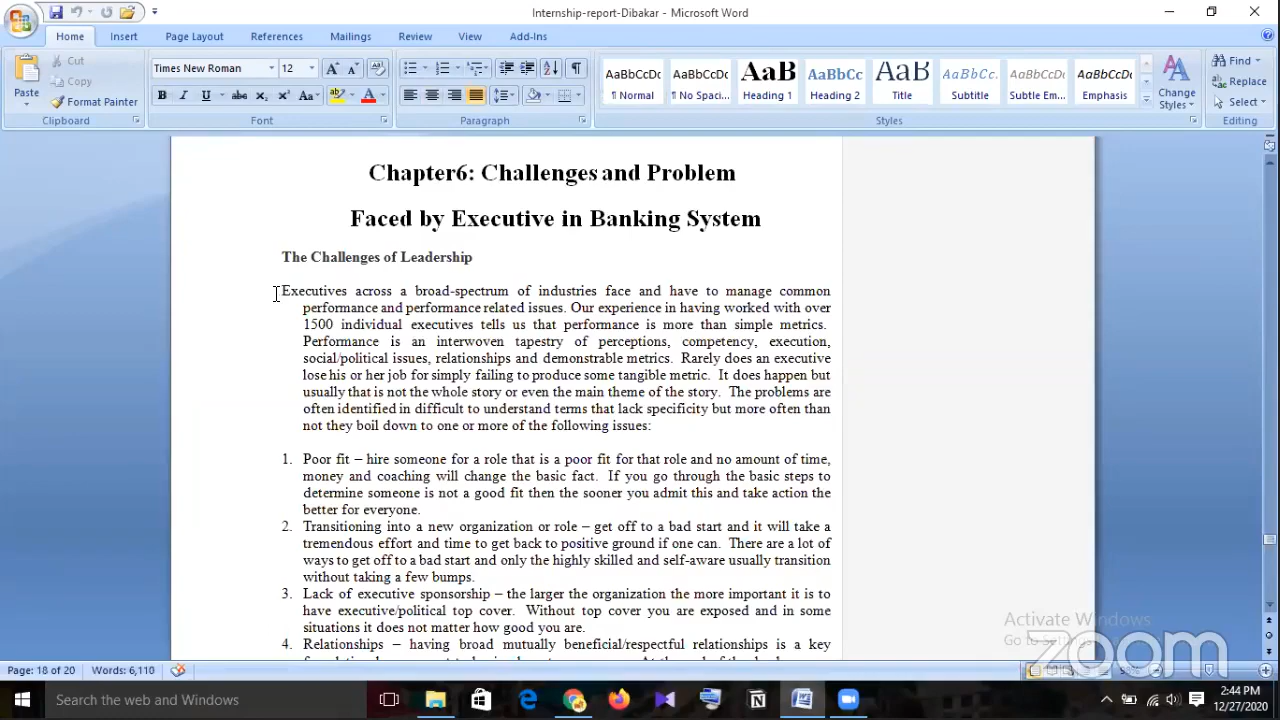 Internship-report-Dibakar - Microsoft Word
Home Insert Page Layout References Mailings Review View Add-Ins
Cut
Copy
Format Painter
Paste
Clipboard
Times New Roman 12
Font
Paragraph
AaBbCcDc AaBbCcDc AaB AaBbCc AaB AaBbCc. AaBbCcDc AaBbCcDc
¶ Normal ¶ No Spaci... Heading 1 Heading 2 Title Subtitle Subtle Em... Emphasis
Change Styles
Styles
Find
Replace
Select
Editing
Chapter6: Challenges and Problem
Faced by Executive in Banking System
The Challenges of Leadership
Executives across a broad-spectrum of industries face and have to manage common
performance and performance related issues. Our experience in having worked with over
1500 individual executives tells us that performance is more than simple metrics.
Performance is an interwoven tapestry of perceptions, competency, execution,
social/political issues, relationships and demonstrable metrics. Rarely does an executive
lose his or her job for simply failing to produce some tangible metric. It does happen but
usually that is not the whole story or even the main theme of the story. The problems are
often identified in difficult to understand terms that lack specificity but more often than
not they boil down to one or more of the following issues:
1. Poor fit – hire someone for a role that is a poor fit for that role and no amount of time,
money and coaching will change the basic fact. If you go through the basic steps to
determine someone is not a good fit then the sooner you admit this and take action the
better for everyone.
2. Transitioning into a new organization or role – get off to a bad start and it will take a
tremendous effort and time to get back to positive ground if one can. There are a lot of
ways to get off to a bad start and only the highly skilled and self-aware usually transition
without taking a few bumps.
3. Lack of executive sponsorship – the larger the organization the more important it is to
have executive/political top cover. Without top cover you are exposed and in some
situations it does not matter how good you are.
4. Relationships – having broad mutually beneficial/respectful relationships is a key
Activate Windows
Go to
zoom
Page: 18 of 20 Words: 6,110
Search the web and Windows
2:44 PM
12/27/2020